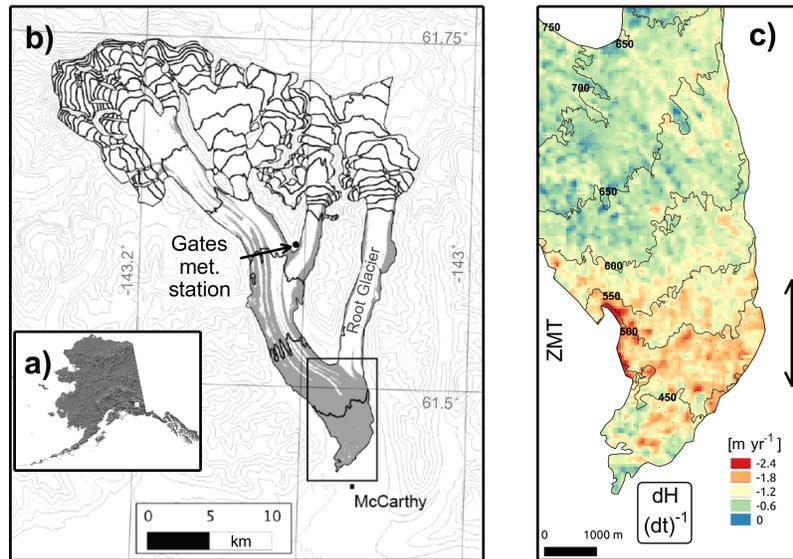 b)
61.75°
-143.2°
Gates
met.
station
Root Glacier
-143°
a)
61.5°
McCarthy
0 5 10
km
c)
750
650
700
650
600
550
500
450
ZMT
[m yr-1 ]
-2.4
-1.8
-1.2
-0.6
0
dH
(dt)-1
0 1000 m